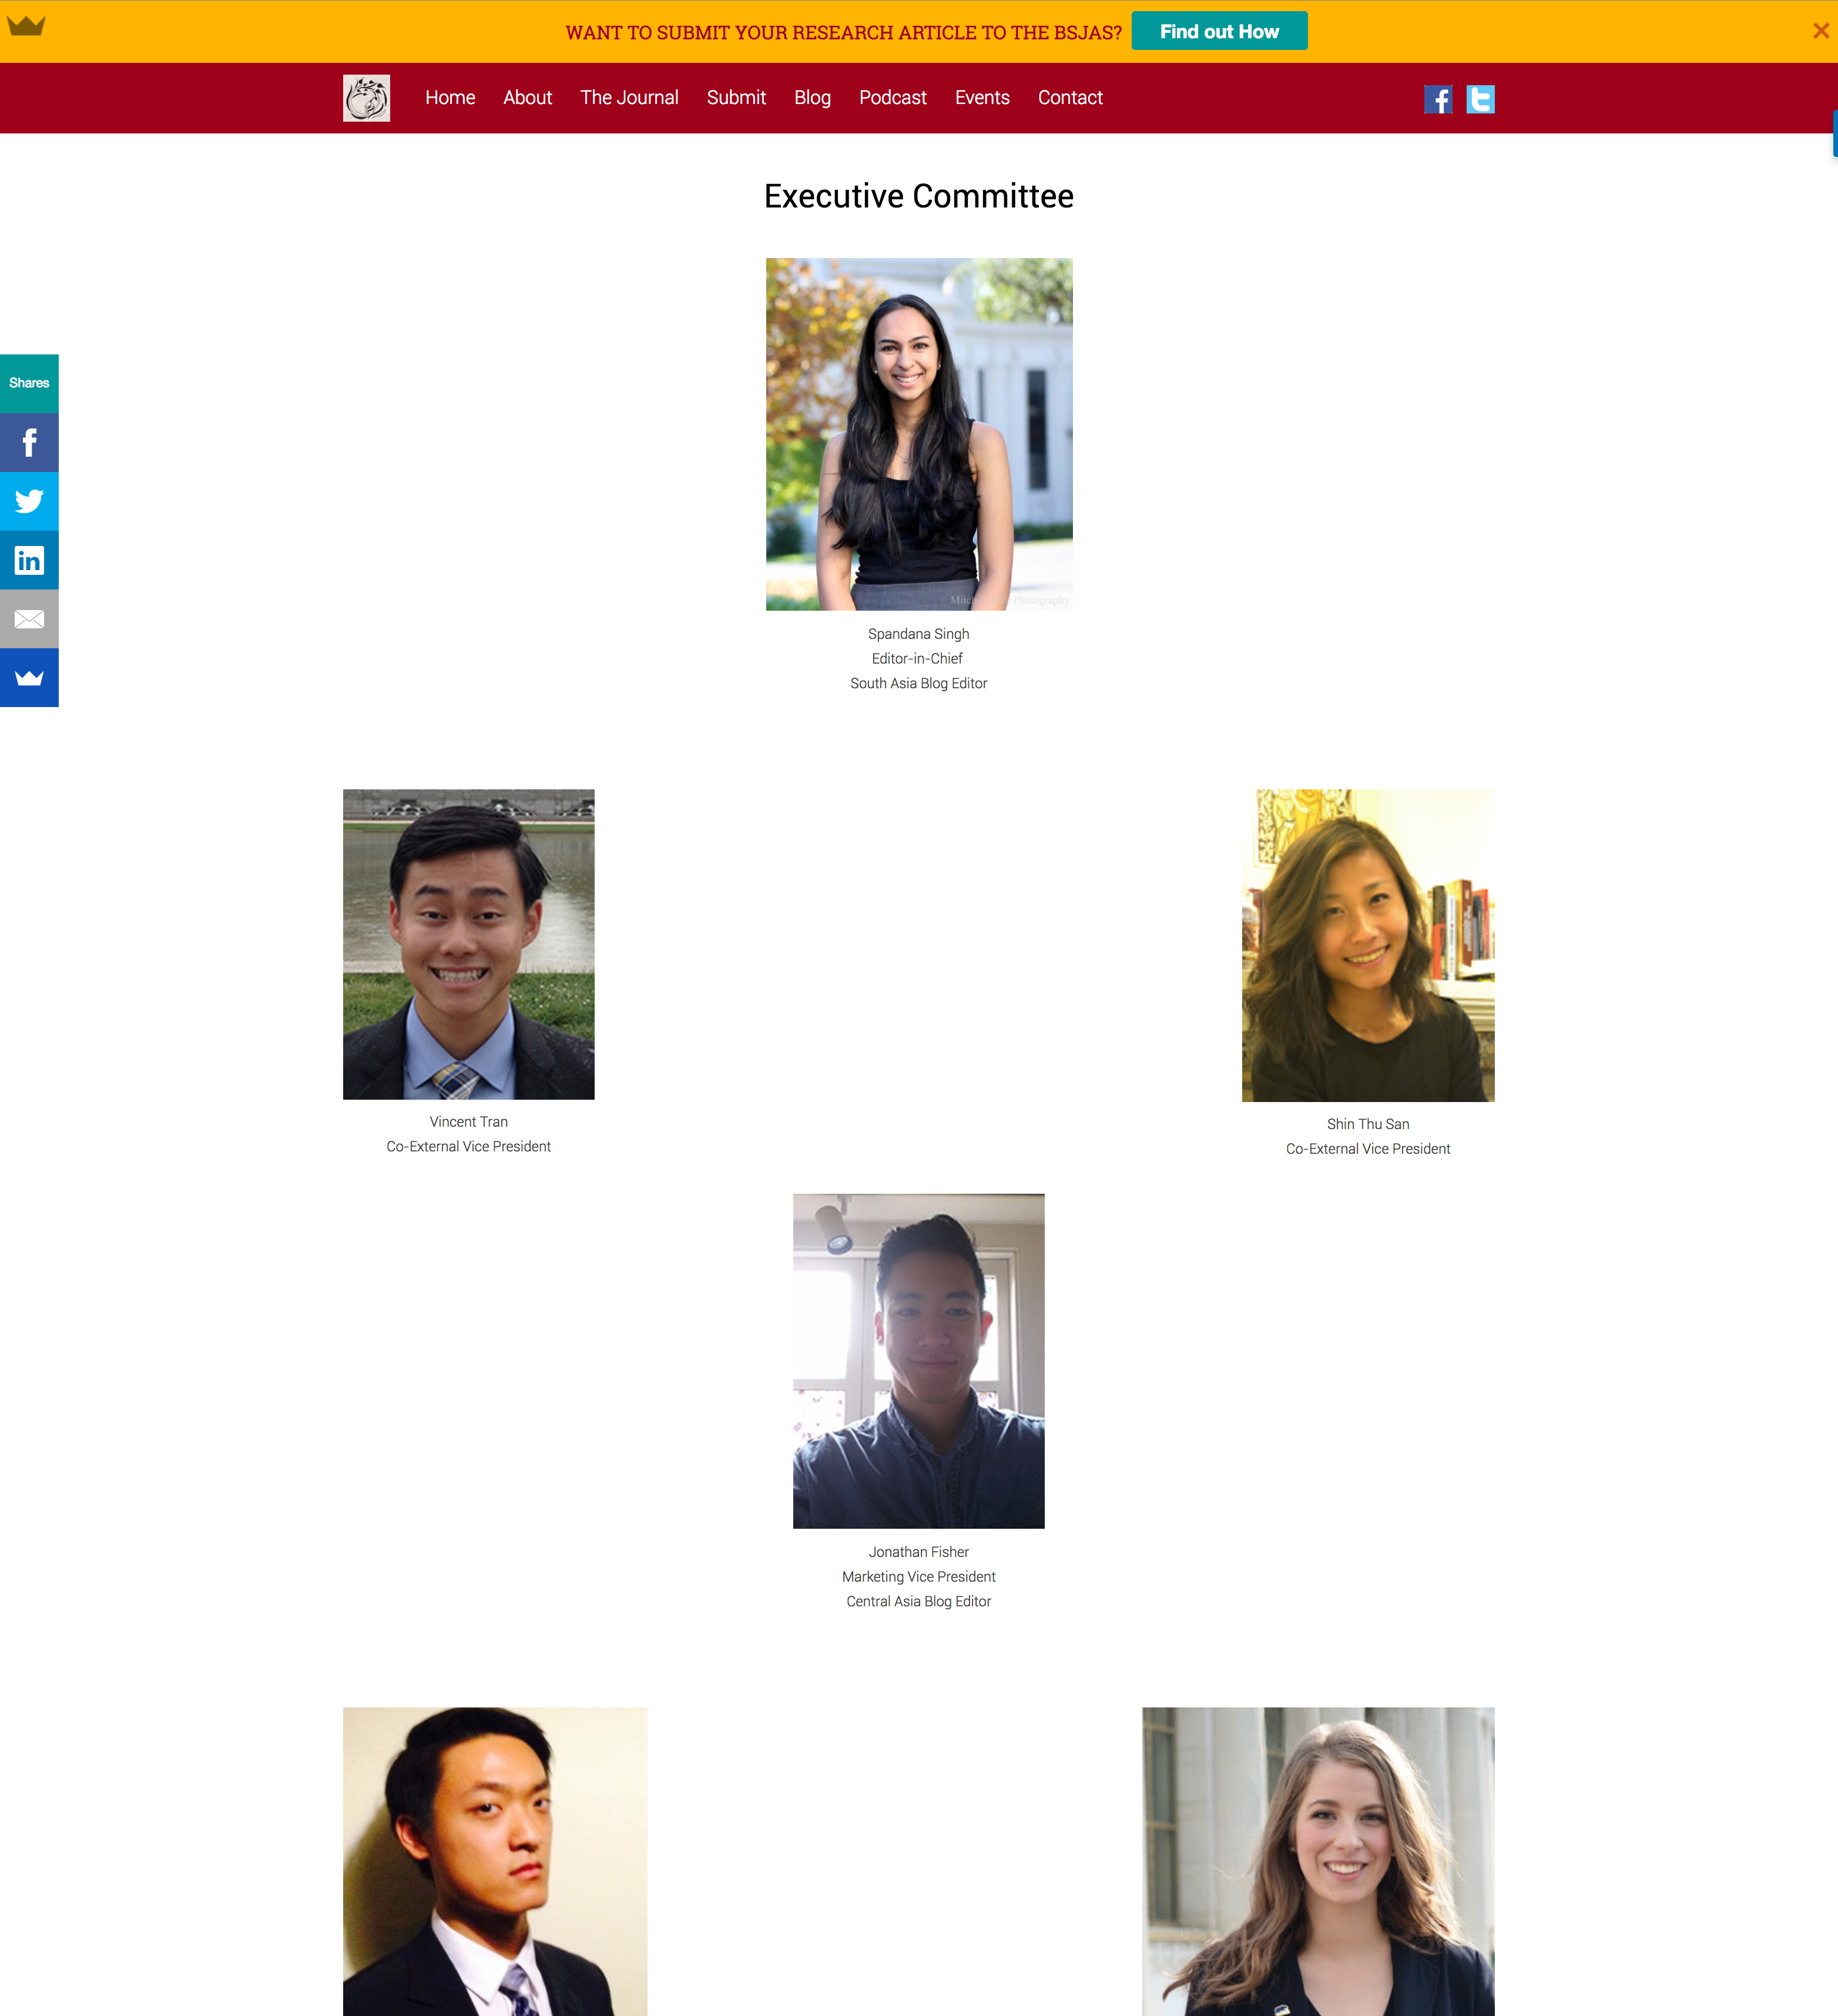 WANT TO SUBMIT YOUR RESEARCH ARTICLE TO THE BSJAS?
Find out How
Home
About
The Journal
Submit
Blog
Podcast
Events
Contact
Executive Committee
Shares
Photography
Spandana Singh
Editor-in-Chief
South Asia Blog Editor
Vincent Tran
Co-External Vice President
Shin Thu San
Co-External Vice President
Jonathan Fisher
Marketing Vice President
Central Asia Blog Editor